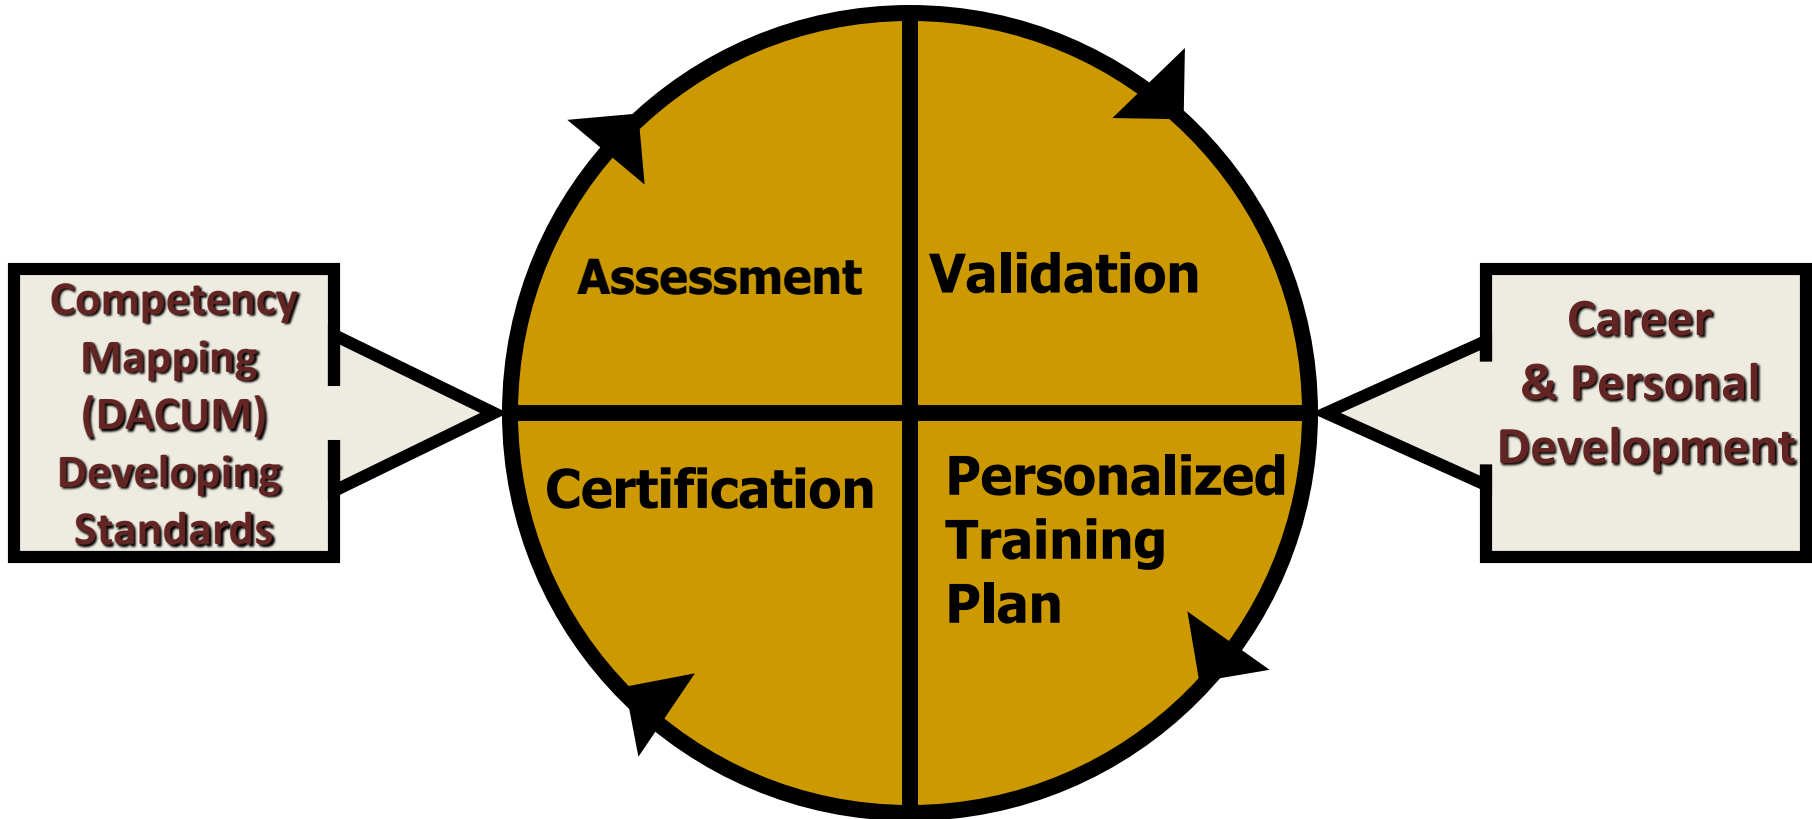 Competency
Mapping
(DACUM)
Developing
Standards
Assessment
Validation
Certification
Personalized
Training
Plan
Career
& Personal
Development